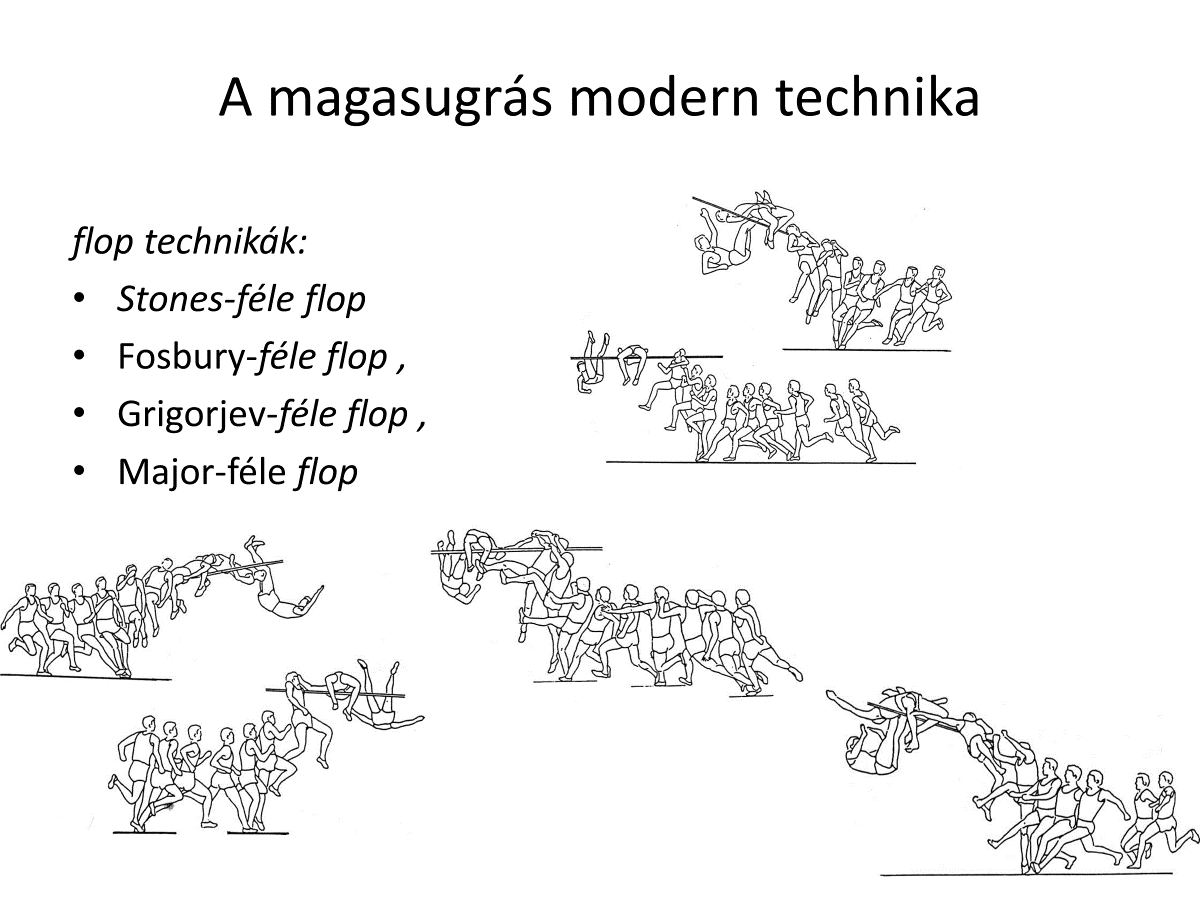 A magasugrás modern technika
flop technikák:
• Stones-féle flop
• Fosbury-féle flop ,
• Grigorjev-féle flop ,
• Major-féle flop